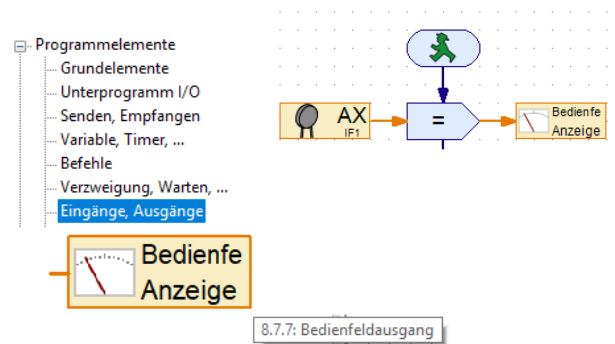 Programmelemente
Grundelemente
Unterprogramm I/O
Senden, Empfangen
Variable, Timer, ...
Befehle
Verzweigung, Warten, ...
Eingänge, Ausgänge
AX
IF1
=
Bedienfe
Anzeige
Bedienfe
Anzeige
8.7.7: Bedienfeldausgang